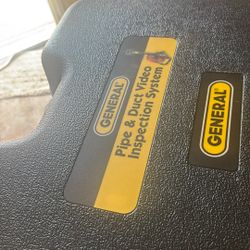 GENERAL
Pipe & Duct Video
Inspection System
GENERAL